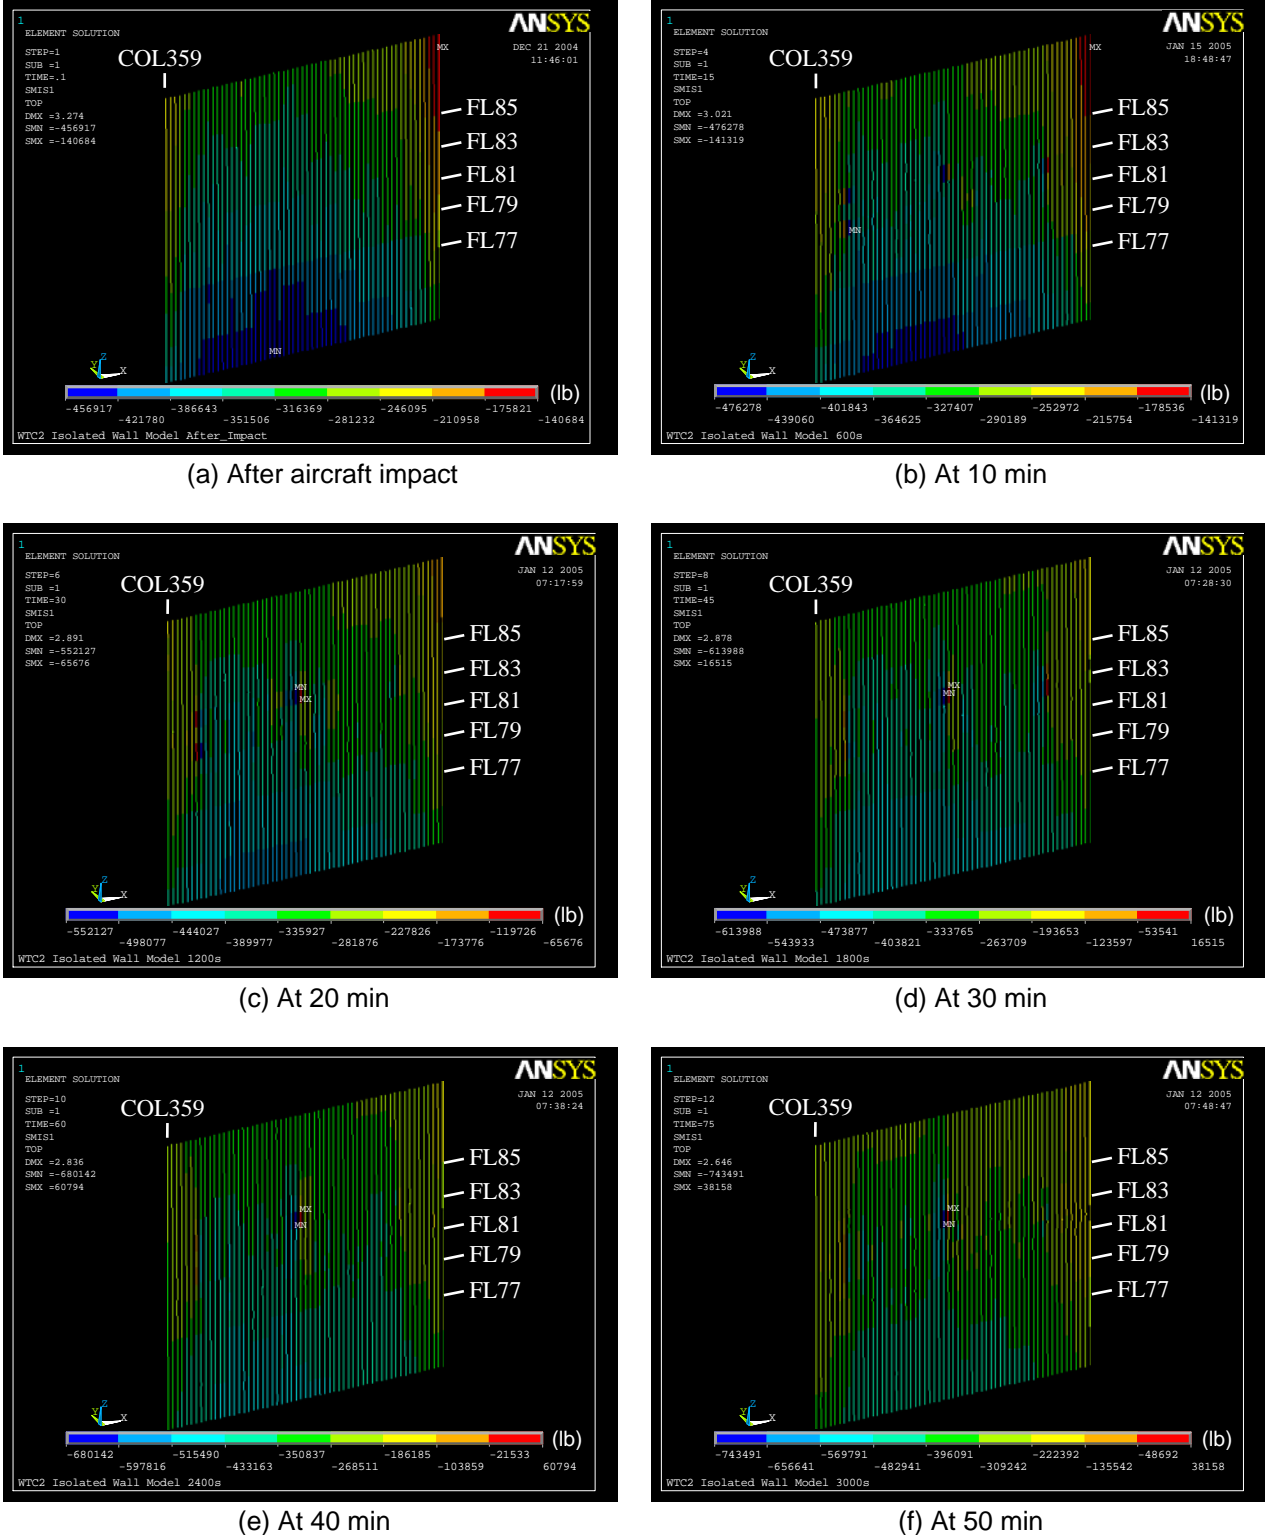 1
ELEMENT SOLUTION
STEP=1
SUB =1
TIME=.1
SMIS1
TOP
DMX =3.274
SMN =-456917
SMX =-140684
ANSYS
DEC 21 2004
11:46:01
COL359
MX
FL85
FL83
FL81
FL79
FL77
MN
Z
Y
X
(lb)
-456917 -386643 -316369 -246095 -175821
-421780 -351506 -281232 -210958 -140684
WTC2 Isolated Wall Model After_Impact
(a) After aircraft impact
1
ELEMENT SOLUTION
STEP=4
SUB =1
TIME=15
SMIS1
TOP
DMX =3.021
SMN =-476278
SMX =-141319
ANSYS
JAN 15 2005
18:48:47
COL359
MX
FL85
FL83
FL81
FL79
FL77
MN
Z
Y
X
(lb)
-476278 -401843 -327407 -252972 -178536
-439060 -364625 -290189 -215754 -141319
WTC2 Isolated Wall Model 600s
(b) At 10 min
1
ELEMENT SOLUTION
STEP=6
SUB =1
TIME=30
SMIS1
TOP
DMX =2.891
SMN =-552127
SMX =-65676
ANSYS
JAN 12 2005
07:17:59
COL359
FL85
FL83
MN
MX
FL81
FL79
FL77
Z
Y
X
(lb)
-552127 -444027 -335927 -227826 -119726
-498077 -389977 -281876 -173776 -65676
WTC2 Isolated Wall Model 1200s
(c) At 20 min
1
ELEMENT SOLUTION
STEP=8
SUB =1
TIME=45
SMIS1
TOP
DMX =2.878
SMN =-613988
SMX =16515
ANSYS
JAN 12 2005
07:28:30
COL359
FL85
FL83
MX
MN
FL81
FL79
FL77
Z
Y
X
(lb)
-613988 -473877 -333765 -193653 -53541
-543933 -403821 -263709 -123597 16515
WTC2 Isolated Wall Model 1800s
(d) At 30 min
1
ELEMENT SOLUTION
STEP=10
SUB =1
TIME=60
SMIS1
TOP
DMX =2.836
SMN =-680142
SMX =60794
ANSYS
JAN 12 2005
07:38:24
COL359
FL85
FL83
MX
MN
FL81
FL79
FL77
Z
Y
X
(lb)
-680142 -515490 -350837 -186185 -21533
-597816 -433163 -268511 -103859 60794
WTC2 Isolated Wall Model 2400s
(e) At 40 min
1
ELEMENT SOLUTION
STEP=12
SUB =1
TIME=75
SMIS1
TOP
DMX =2.646
SMN =-743491
SMX =38158
ANSYS
JAN 12 2005
07:48:47
COL359
FL85
FL83
MX
MN
FL81
FL79
FL77
Z
Y
X
(lb)
-743491 -569791 -396091 -222392 -48692
-656641 -482941 -309242 -135542 38158
WTC2 Isolated Wall Model 3000s
(f) At 50 min